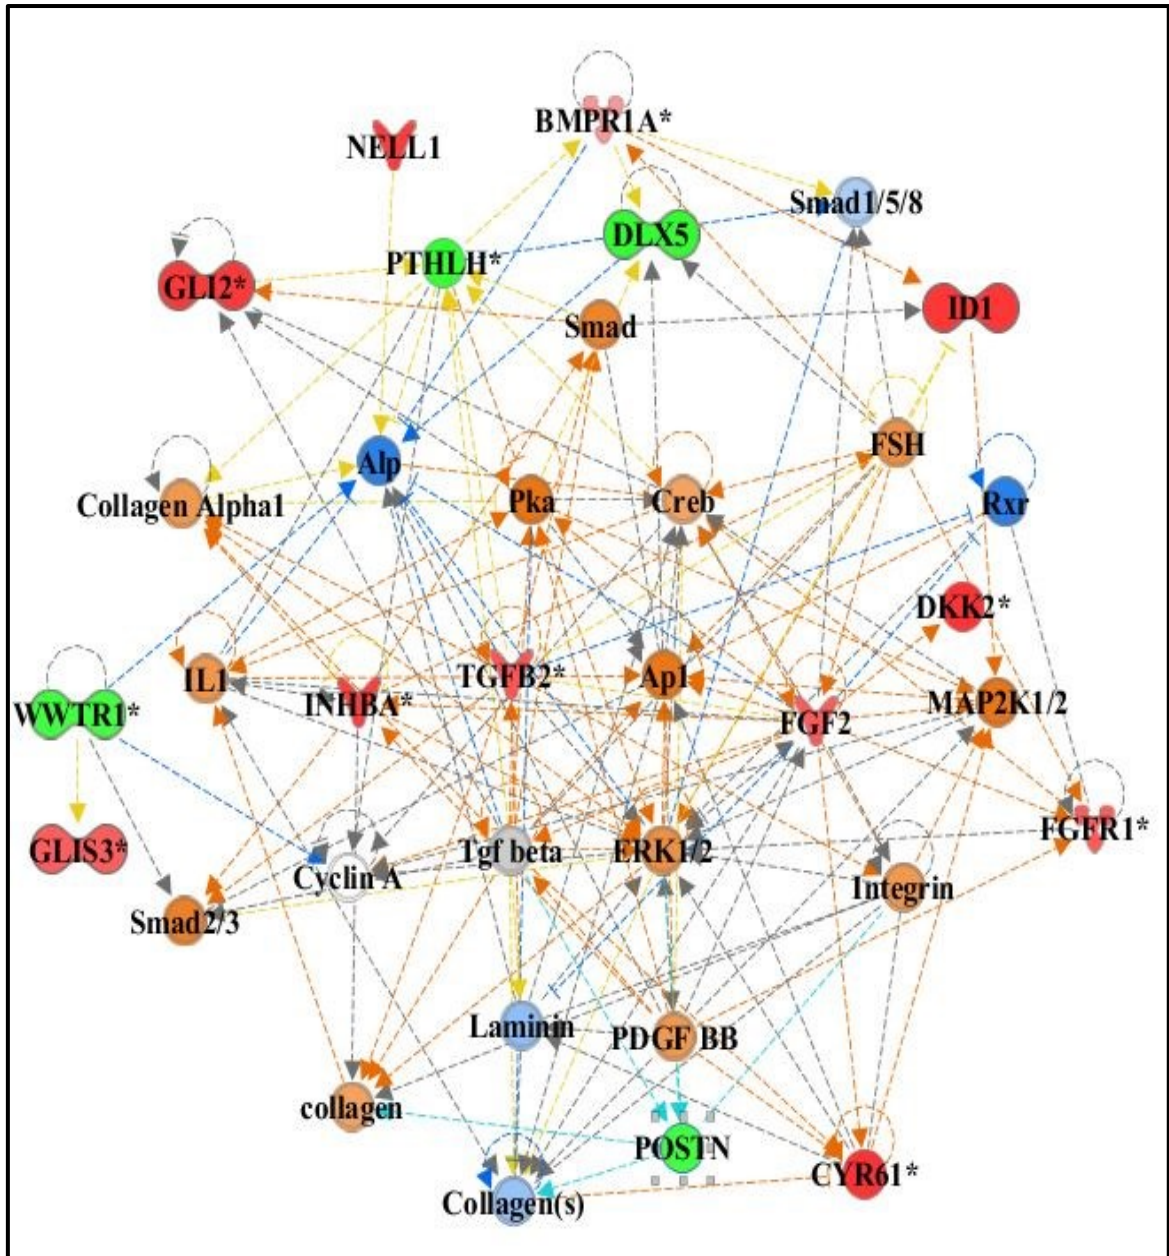 BMPR1A*
NELL1
Smad1/5/8
DLX5
PTHLH*
GLI2*
ID1
Smad
FSH
Alp
Collagen Alpha1
Pka
Creb
Rxr
DKK2*
IL1
TGFB2*
Ap1
INHBA*
MAP2K1/2
WWTR1*
FGF2
FGFR1*
GLIS3*
Tgf beta
ERK1/2
Cyclin A
Integrin
Smad2/3
Laminin
PDGF BB
collagen
POSTN
CYR61*
Collagen(s)